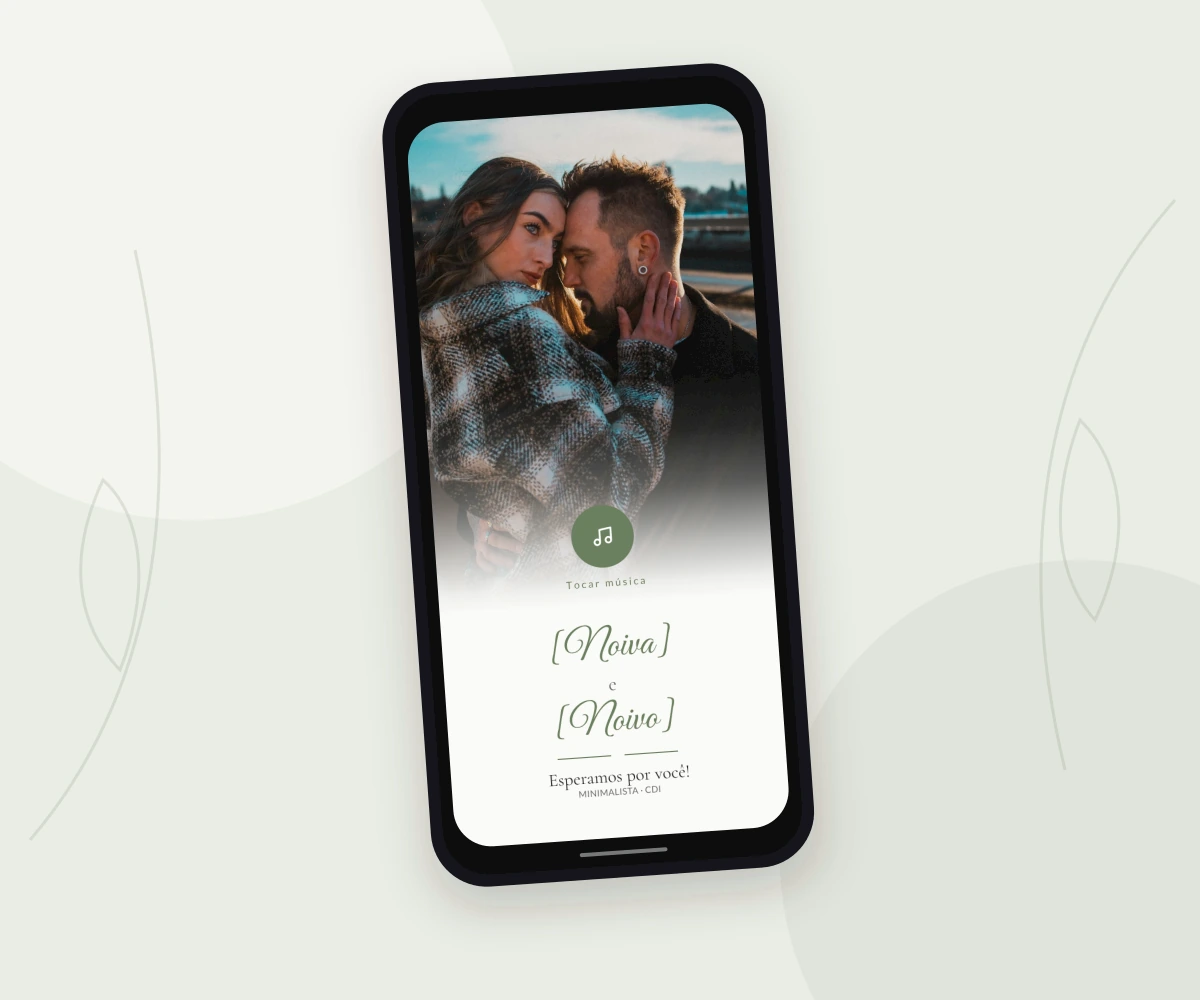 Tocar música
[Noiva]
e
[Noivo]
Esperamos por você!
MINIMALISTA · CDI